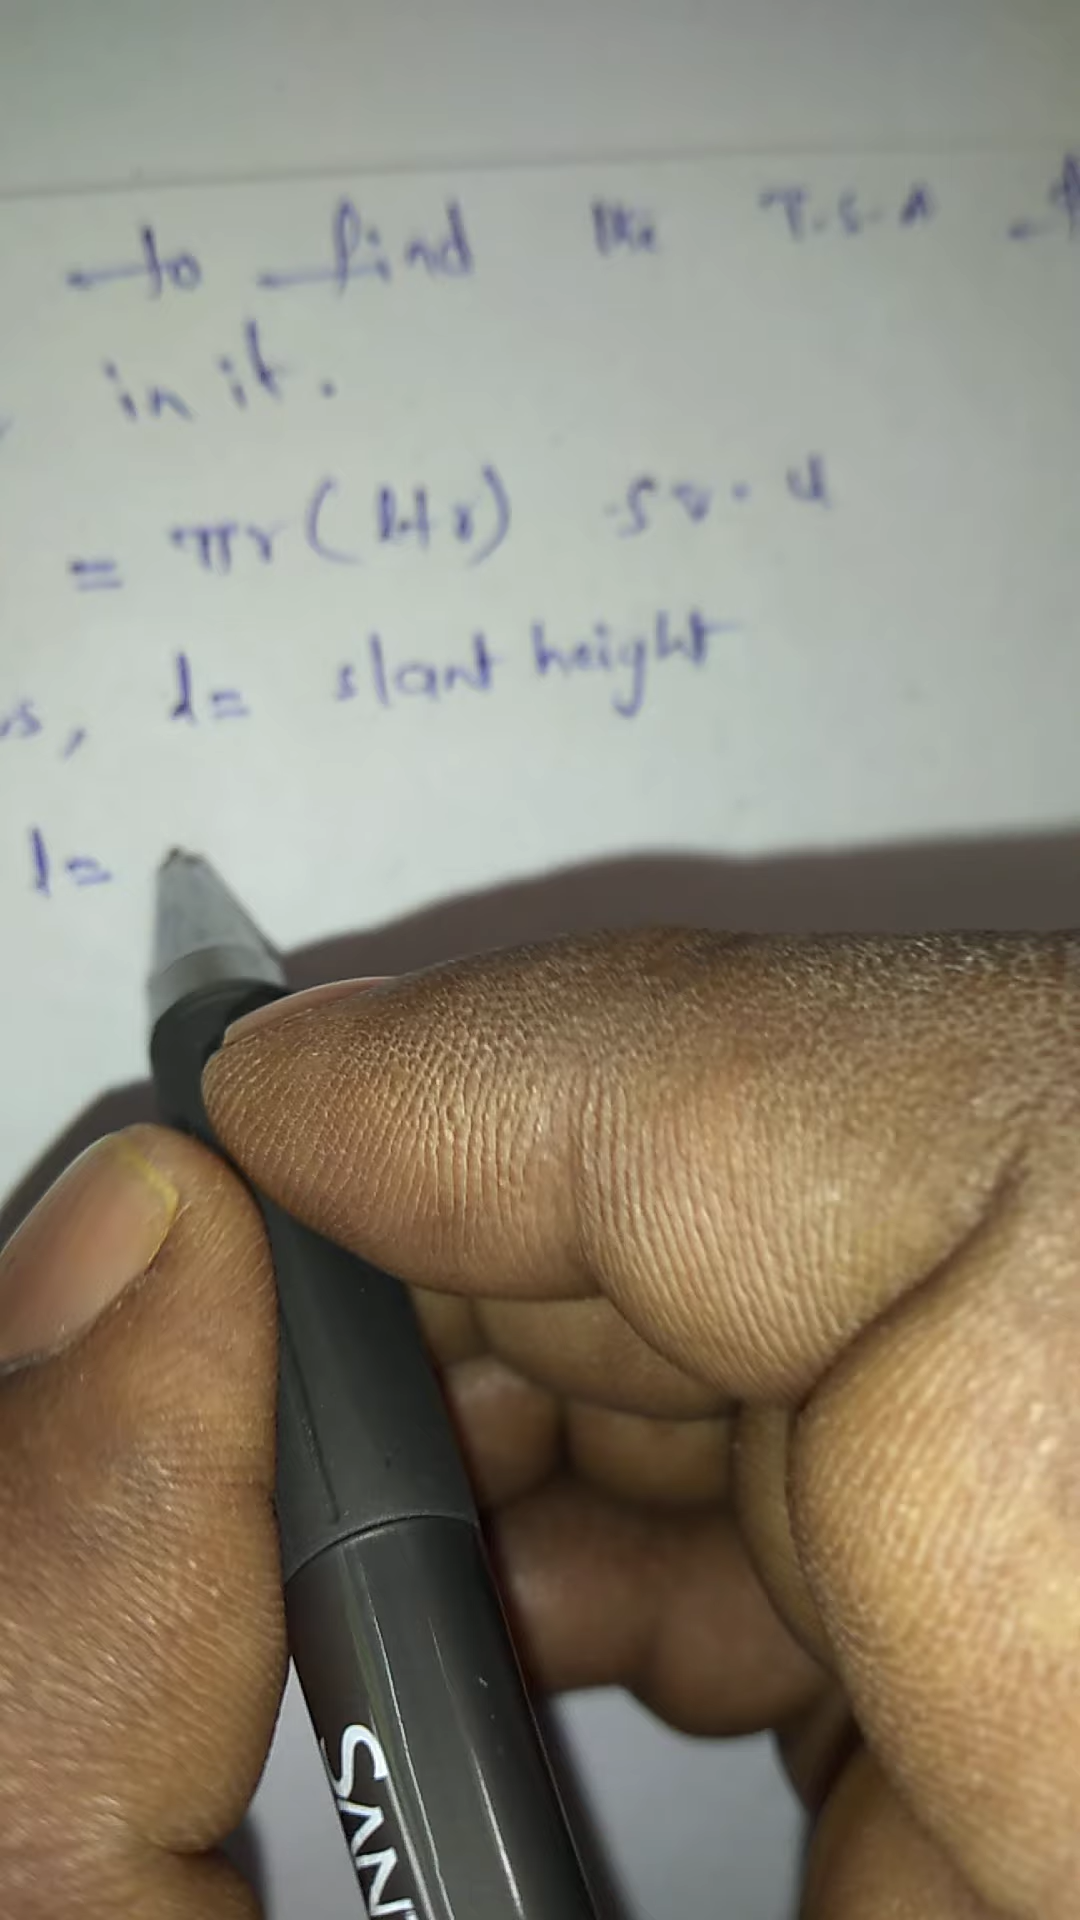 to find the T.S.A
in it.
= πr(l+r) sq. u
l= slant height
l=
SAN